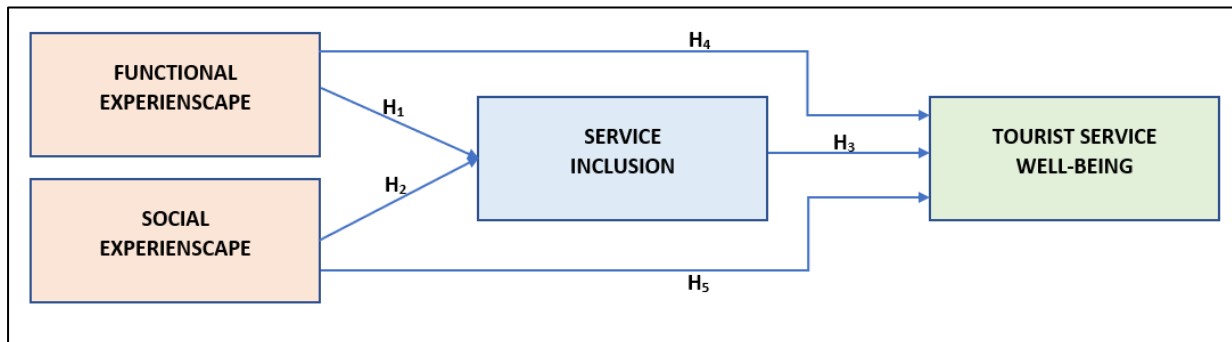 FUNCTIONAL
EXPERIENSCAPE
SOCIAL
EXPERIENSCAPE
H₁
H₂
SERVICE
INCLUSION
H₄
H₃
H₅
TOURIST SERVICE
WELL-BEING